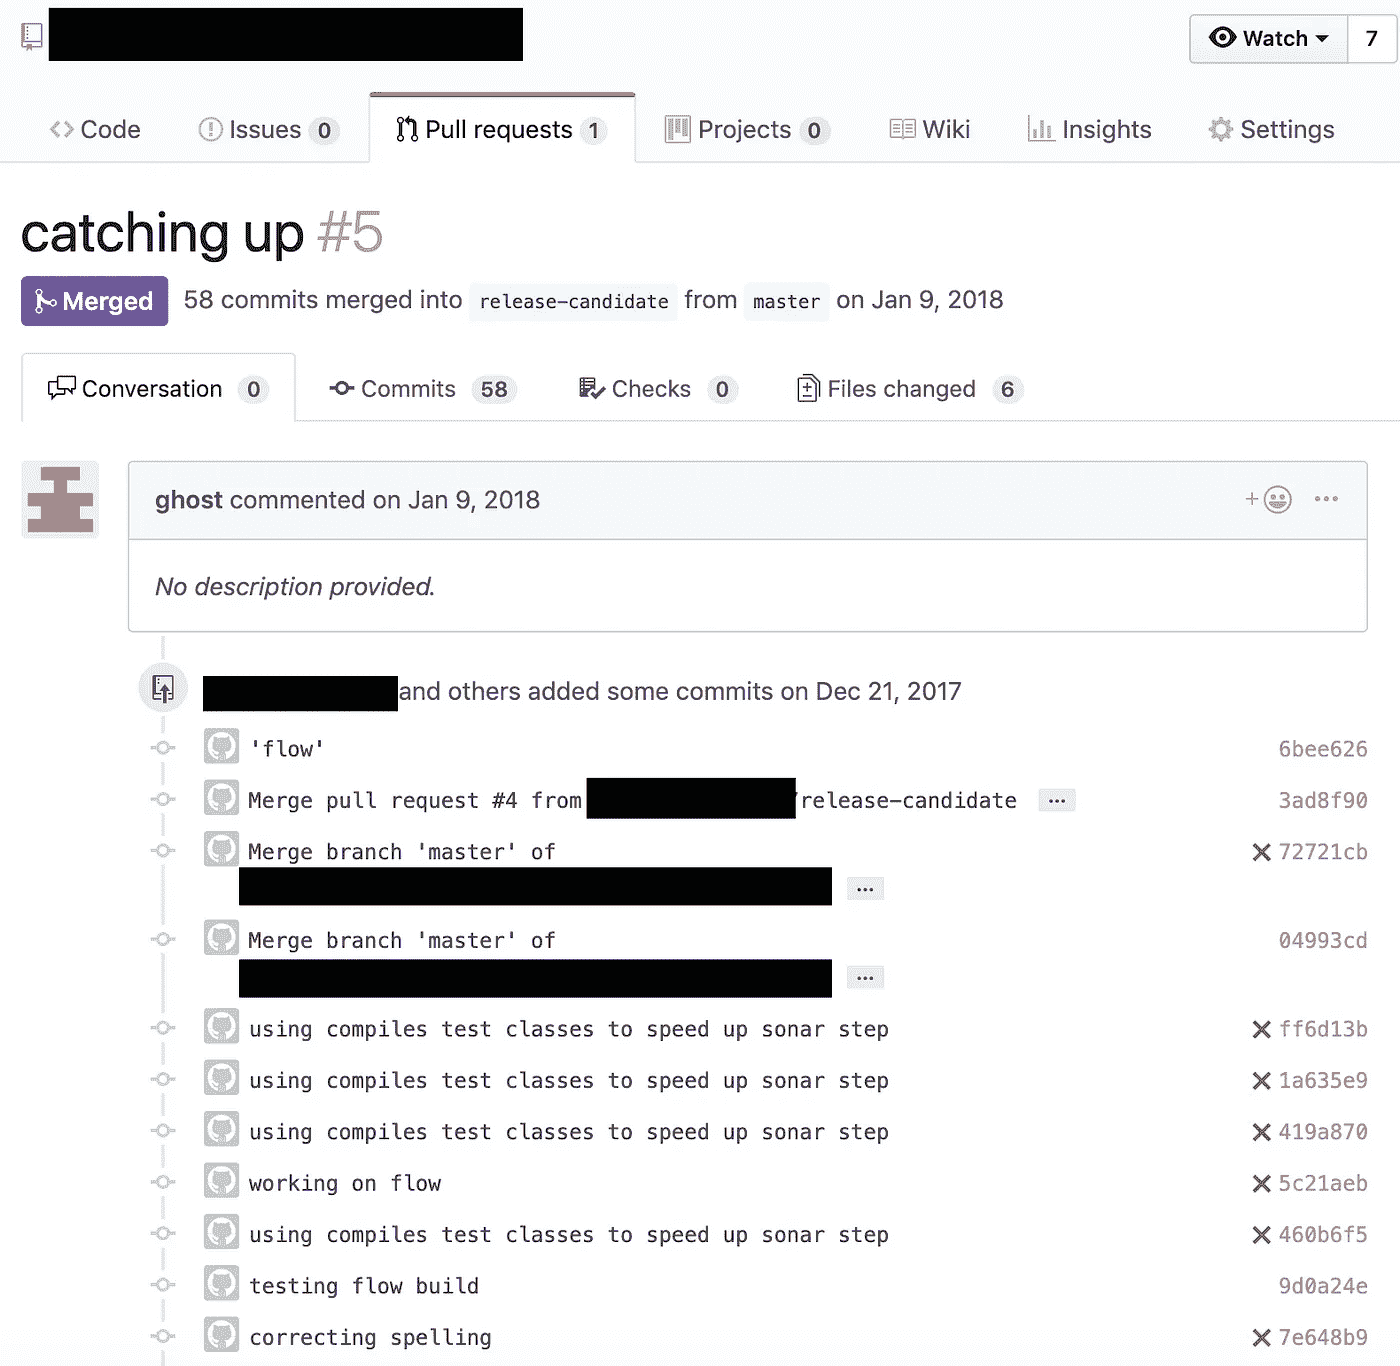 Watch 7
Code Issues 0 Pull requests 1 Projects 0 Wiki Insights Settings
catching up #5
Merged 58 commits merged into release-candidate from master on Jan 9, 2018
Conversation 0 Commits 58 Checks 0 Files changed 6
ghost commented on Jan 9, 2018
No description provided.
and others added some commits on Dec 21, 2017
'flow' 6bee626
Merge pull request #4 from /release-candidate ... 3ad8f90
Merge branch 'master' of 72721cb
...
Merge branch 'master' of 04993cd
...
using compiles test classes to speed up sonar step ff6d13b
using compiles test classes to speed up sonar step 1a635e9
using compiles test classes to speed up sonar step 419a870
working on flow 5c21aeb
using compiles test classes to speed up sonar step 460b6f5
testing flow build 9d0a24e
correcting spelling 7e648b9